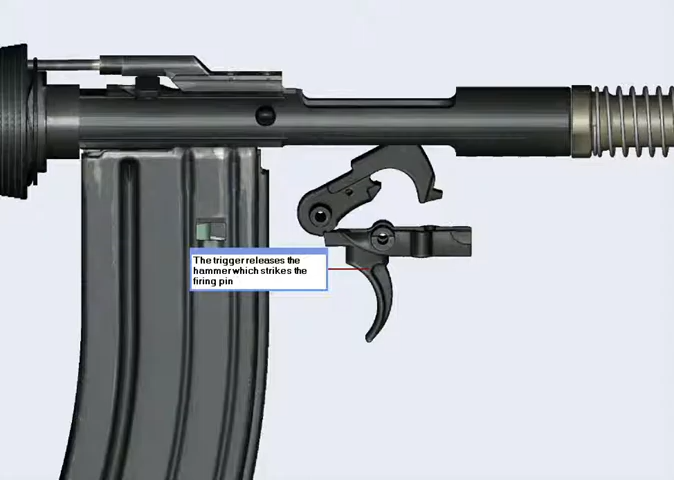 The trigger releases the
hammer which strikes the
firing pin